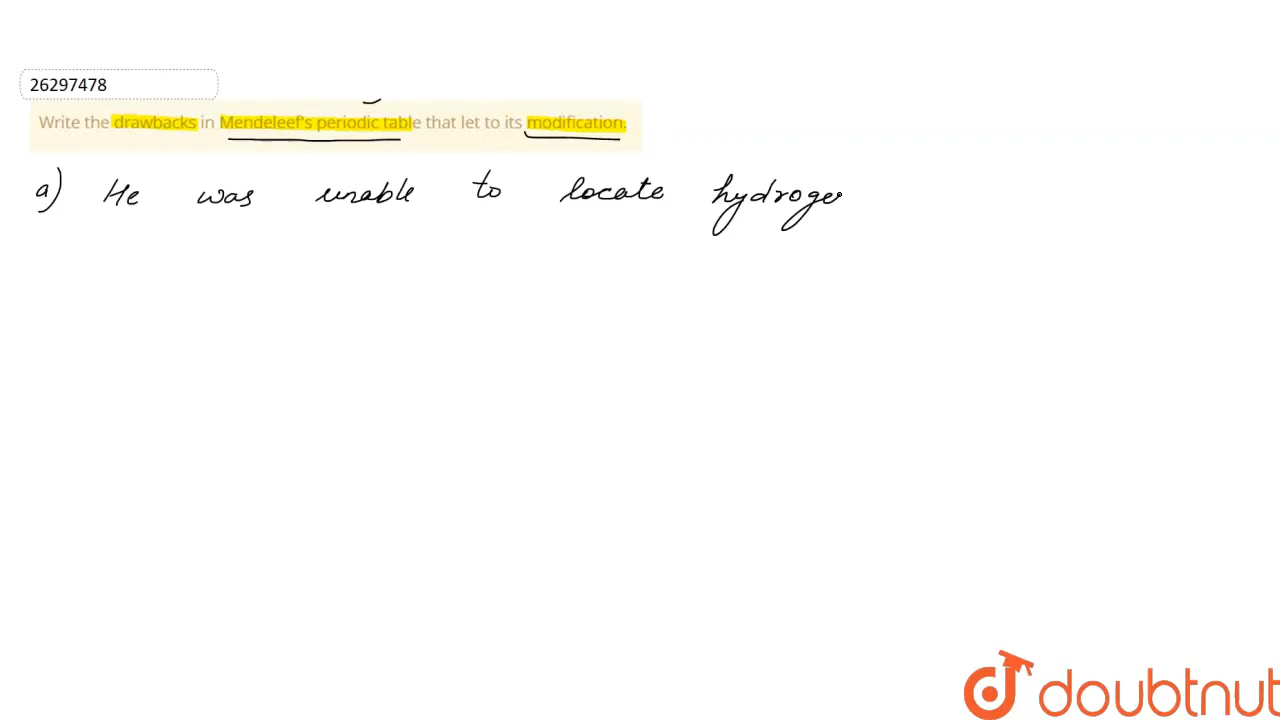 26297478
Write the drawbacks in Mendeleef's periodic table that let to its modification.
a) He was unable to locate hydroge
doubtnut